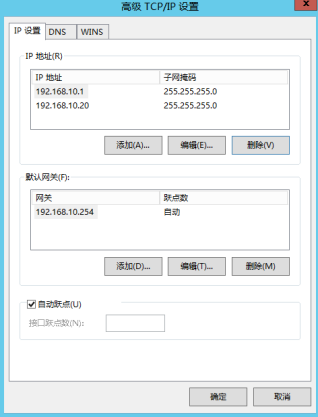 高级 TCP/IP 设置
IP 设置 DNS WINS
IP 地址(R)
IP 地址 子网掩码
192.168.10.1 255.255.255.0
192.168.10.20 255.255.255.0
添加(A)... 编辑(E)... 删除(V)
默认网关(F):
网关 跃点数
192.168.10.254 自动
添加(D)... 编辑(T)... 删除(M)
自动跃点(U)
接口跃点数(N):
确定 取消